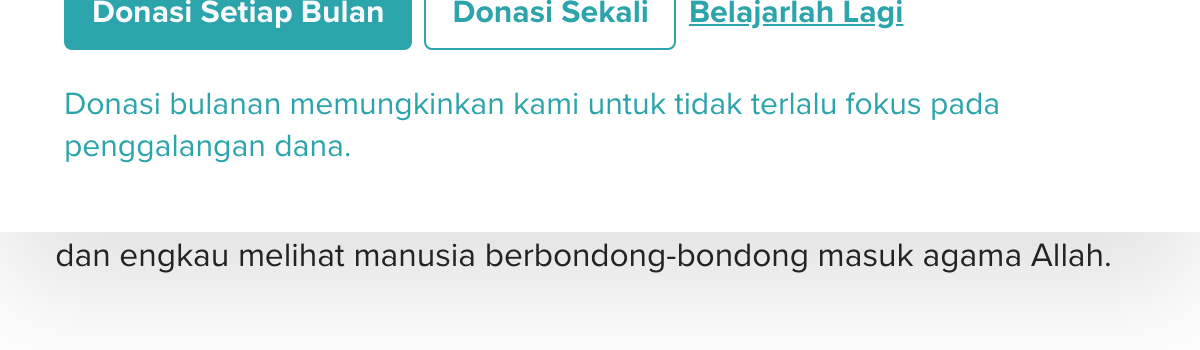 Donasi Setiap Bulan Donasi Sekali Belajarlah Lagi
Donasi bulanan memungkinkan kami untuk tidak terlalu fokus pada
penggalangan dana.
dan engkau melihat manusia berbondong-bondong masuk agama Allah.